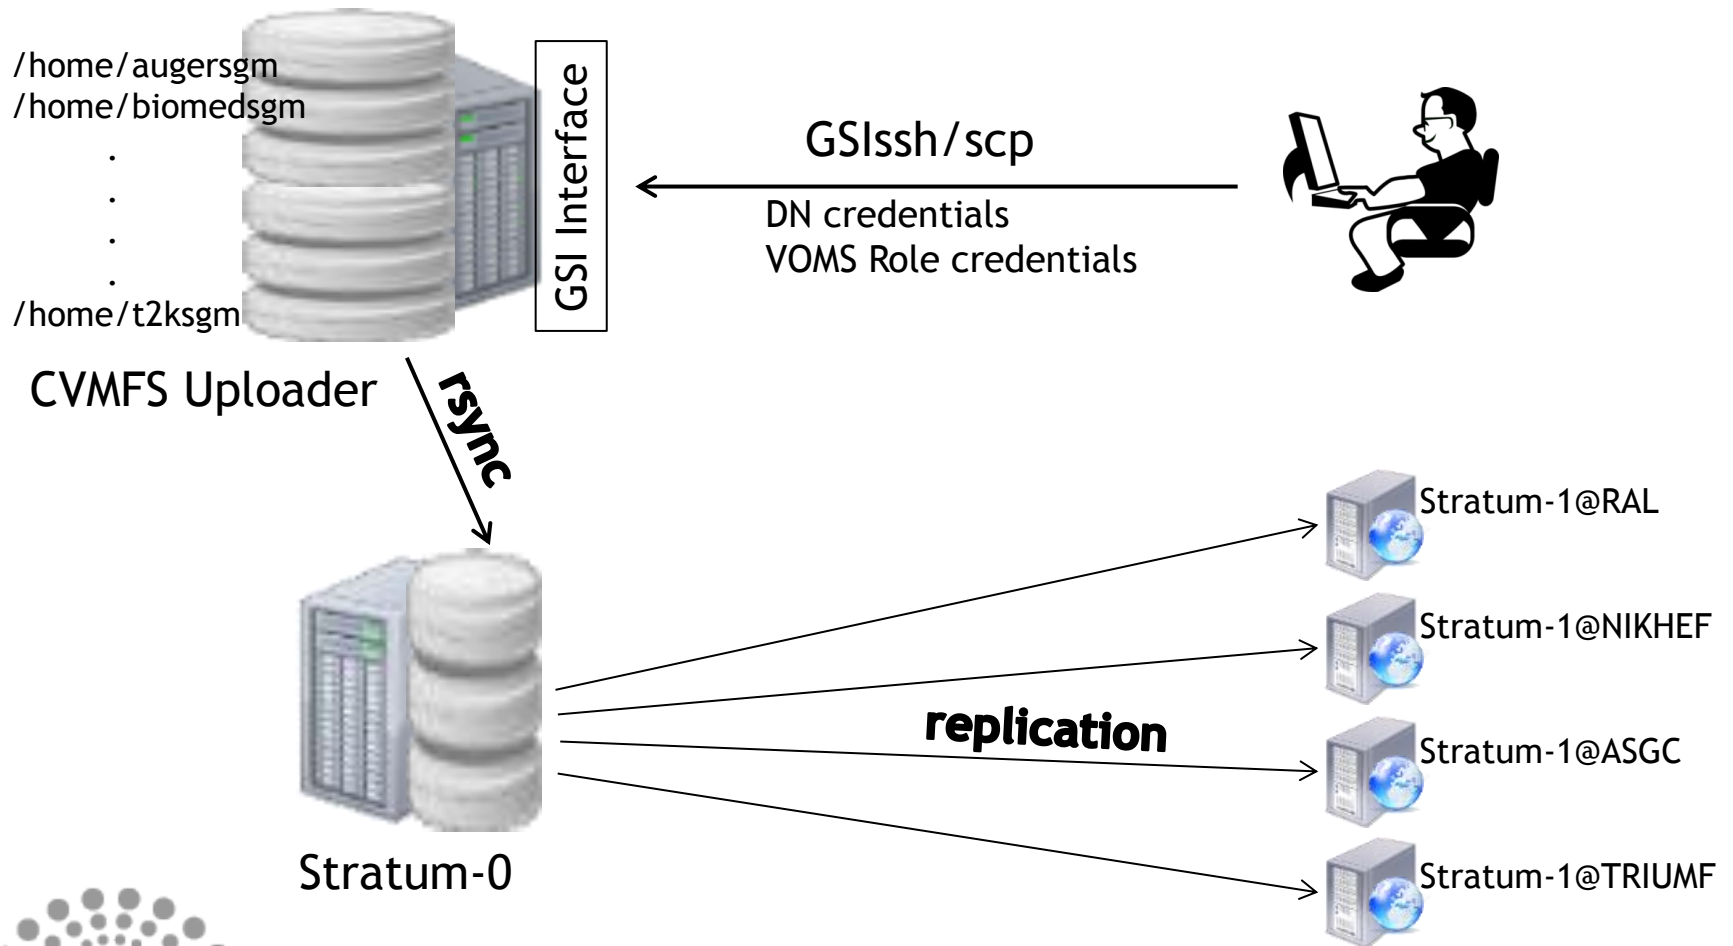 /home/augersgm
/home/biomedsgm
.
.
.
.
/home/t2ksgm
GSI Interface
GSIssh/scp
DN credentials
VOMS Role credentials
CVMFS Uploader
rsync
Stratum-1@RAL
Stratum-1@NIKHEF
replication
Stratum-1@ASGC
Stratum-0
Stratum-1@TRIUMF